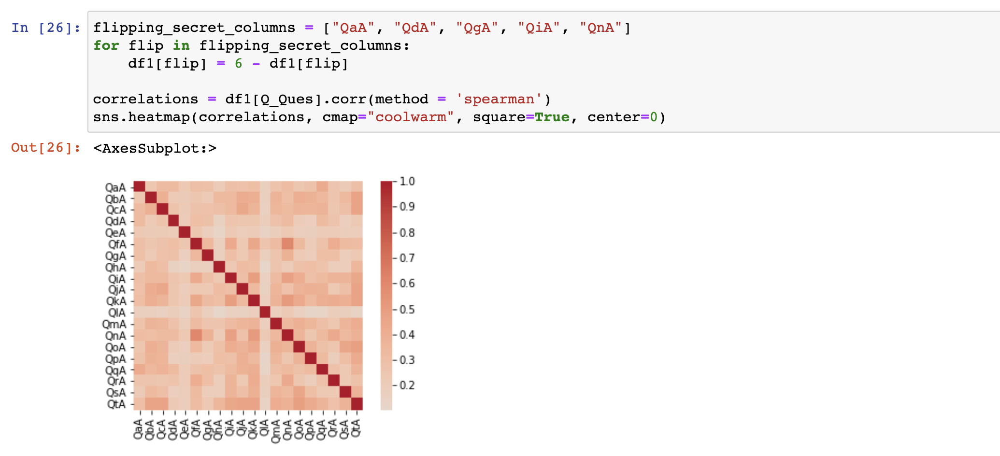 In [26]: flipping_secret_columns = ["QaA", "QdA", "QgA", "QiA", "QnA"]
for flip in flipping_secret_columns:
    df1[flip] = 6 - df1[flip]
correlations = df1[Q_Ques].corr(method = 'spearman')
sns.heatmap(correlations, cmap="coolwarm", square=True, center=0)
Out[26]: <AxesSubplot:>
QaA
QbA
QcA
QdA
QeA
QfA
QgA
QhA
QiA
QjA
QkA
QlA
QmA
QnA
QoA
QpA
QqA
QrA
QsA
QtA
QaA QbA QcA QdA QeA QfA QgA QhA QiA QjA QkA QlA QmA QnA QoA QpA QqA QrA QsA QtA
1.0
0.9
0.8
0.7
0.6
0.5
0.4
0.3
0.2